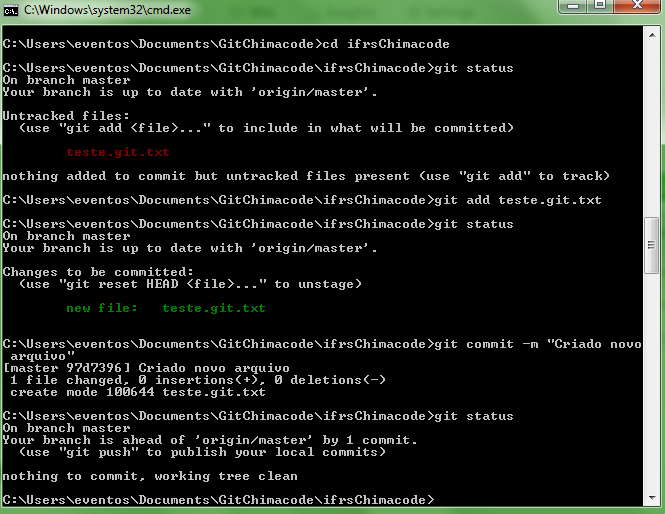 C:\Windows\system32\cmd.exe
C:\Users\eventos\Documents\GitChimacode>cd ifrsChimacode
C:\Users\eventos\Documents\GitChimacode\ifrsChimacode>git status
On branch master
Your branch is up to date with 'origin/master'.
Untracked files:
(use "git add <file>..." to include in what will be committed)
teste.git.txt
nothing added to commit but untracked files present (use "git add" to track)
C:\Users\eventos\Documents\GitChimacode\ifrsChimacode>git add teste.git.txt
C:\Users\eventos\Documents\GitChimacode\ifrsChimacode>git status
On branch master
Your branch is up to date with 'origin/master'.
Changes to be committed:
(use "git reset HEAD <file>..." to unstage)
new file:   teste.git.txt
C:\Users\eventos\Documents\GitChimacode\ifrsChimacode>git commit -m "Criado novo
arquivo"
[master 97d7396] Criado novo arquivo
1 file changed, 0 insertions(+), 0 deletions(-)
create mode 100644 teste.git.txt
C:\Users\eventos\Documents\GitChimacode\ifrsChimacode>git status
On branch master
Your branch is ahead of 'origin/master' by 1 commit.
(use "git push" to publish your local commits)
nothing to commit, working tree clean
C:\Users\eventos\Documents\GitChimacode\ifrsChimacode>